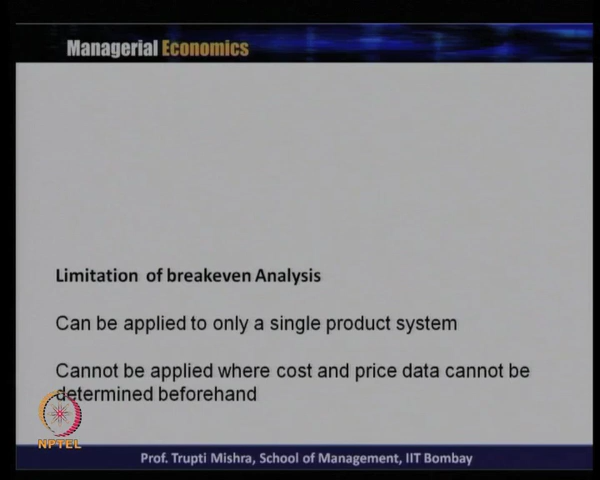 Managerial Economics
Limitation of breakeven Analysis
Can be applied to only a single product system
Cannot be applied where cost and price data cannot be
determined beforehand
NPTEL
Prof. Trupti Mishra, School of Management, IIT Bombay